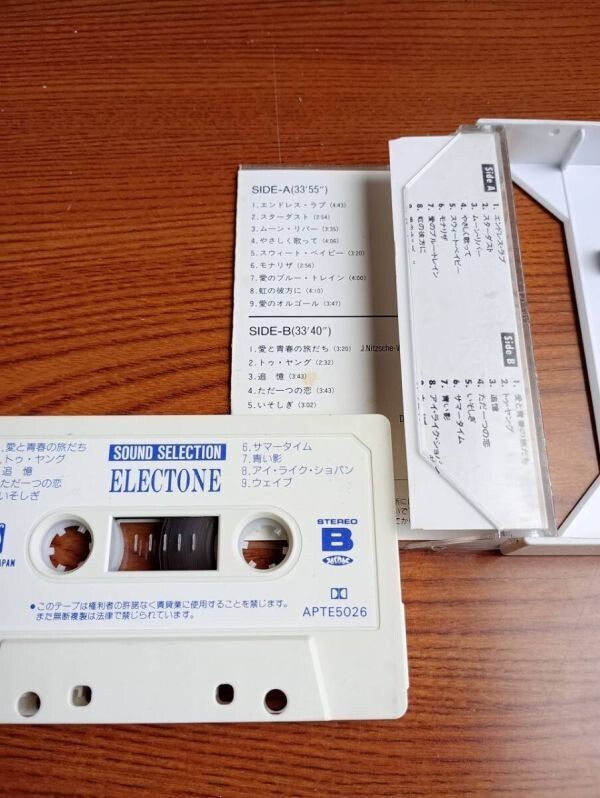 SIDE-A(33'55")
1.エンドレス・ラブ (4:43)
2.スターダスト (2:54)
3.ムーン・リバー (3:35)
4.やさしく歌って (4:06)
5.スウィート・ベイビー (3:20)
6.モナリザ (2:56)
7.愛のブルー・トレイン (4:00)
8.虹の彼方に (4:10)
9.愛のオルゴール (3:47)
SIDE-B(33'40")
1.愛と青春の旅だち (3:20) J.Nitzsche-W
2.トゥ・ヤング (2:32)
3.追 憶 (3:43)
4.ただ一つの恋 (3:43)
5.いそしぎ (3:02)
Side A
1. エンドレス・ラブ
2. スターダスト
3. ムーン・リバー
4. やさしく歌って
5. スウィート・ベイビー
6. モナリザ
7. 愛のブルー・トレイン
8. 虹の彼方に
Side B
1. 愛と青春の旅だち
2. トゥ・ヤング
3. 追憶
4. ただ一つの恋
5. いそしぎ
6. サマータイム
7. 青い影
8. アイ・ライク・ショパン
.愛と青春の旅だち
.トゥ・ヤング
追 憶
ただ一つの恋
いそしぎ
SOUND SELECTION
ELECTONE
6.サマータイム
7.青い影
8.アイ・ライク・ショパン
9.ウェイブ
STEREO
B
APAN
●このテープは権利者の許諾なく賃貸業に使用することを禁じます。
また無断複製は法律で禁じられています。
APTE5026